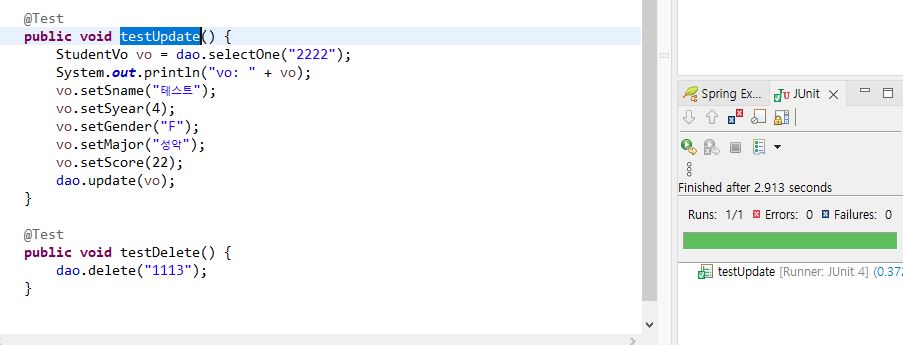 @Test
public void testUpdate() {
StudentVo vo = dao.selectOne("2222");
System.out.println("vo: " + vo);
vo.setSname("테스트");
vo.setSyear(4);
vo.setGender("F");
vo.setMajor("성악");
vo.setScore(22);
dao.update(vo);
}
@Test
public void testDelete() {
dao.delete("1113");
}
Spring Ex... JUnit
Finished after 2.913 seconds
Runs: 1/1 Errors: 0 Failures: 0
testUpdate [Runner: JUnit 4] (0.372